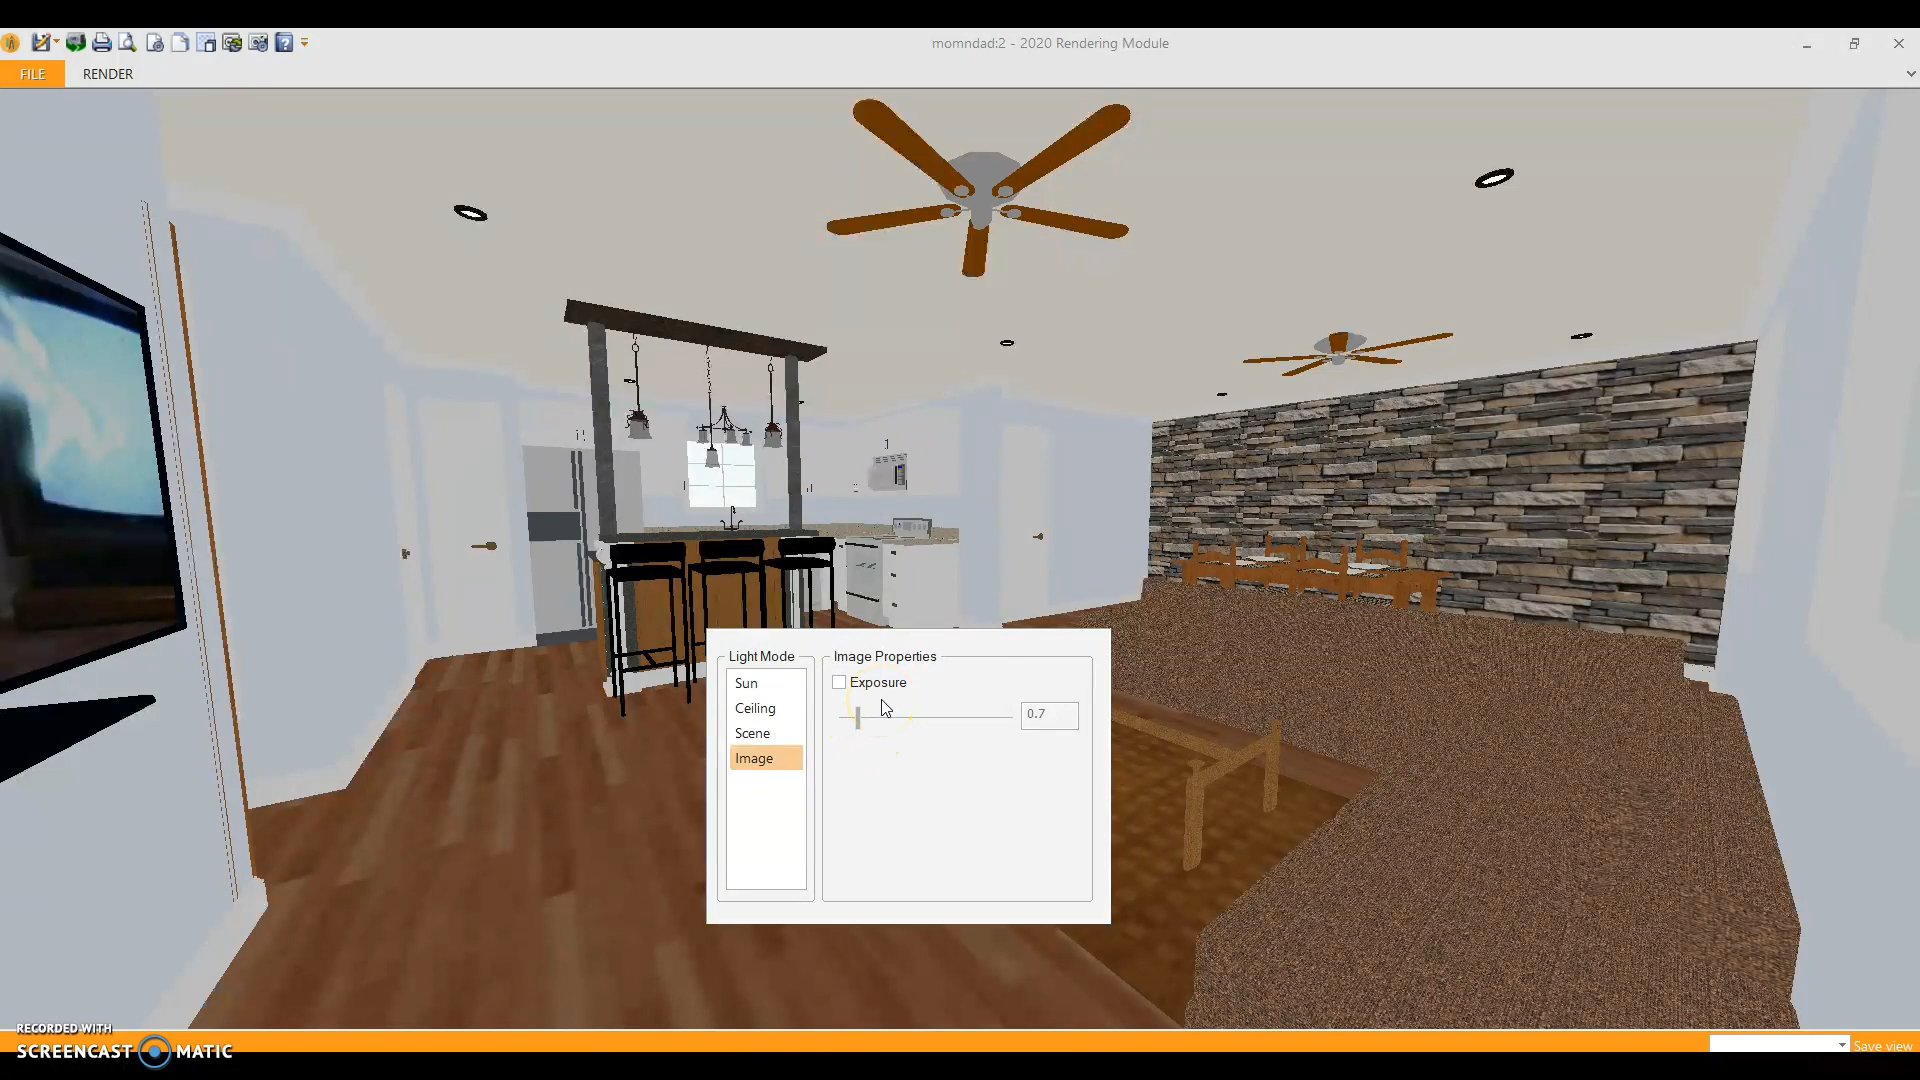 momndad:2 - 2020 Rendering Module
FILE
RENDER
Light Mode
Sun
Ceiling
Scene
Image
Image Properties
Exposure
0.7
RECORDED WITH
SCREENCAST MATIC
Save view